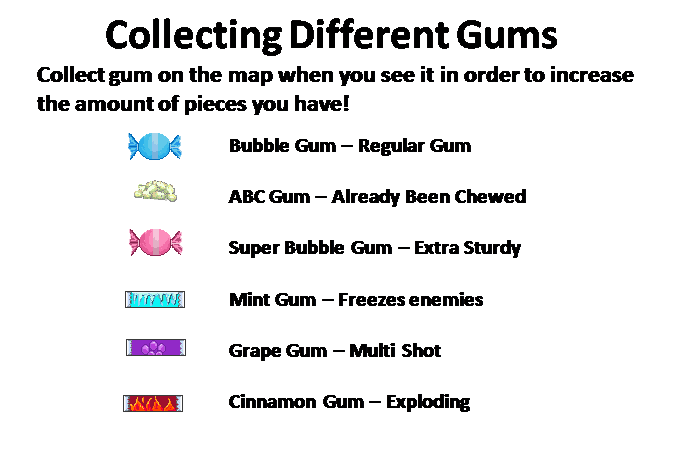 Collecting Different Gums
Collect gum on the map when you see it in order to increase
the amount of pieces you have!
Bubble Gum – Regular Gum
ABC Gum – Already Been Chewed
Super Bubble Gum – Extra Sturdy
Mint Gum – Freezes enemies
Grape Gum – Multi Shot
Cinnamon Gum – Exploding